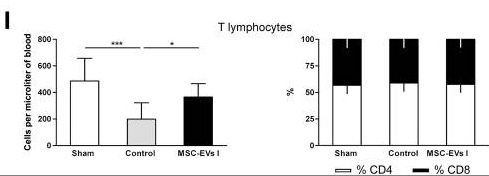 I
T lymphocytes
Cells per microliter of blood
800
600
400
200
0
***
*
Sham Control MSC-EVs I
%
100
75
50
25
0
Sham Control MSC-EVs I
% CD4 % CD8